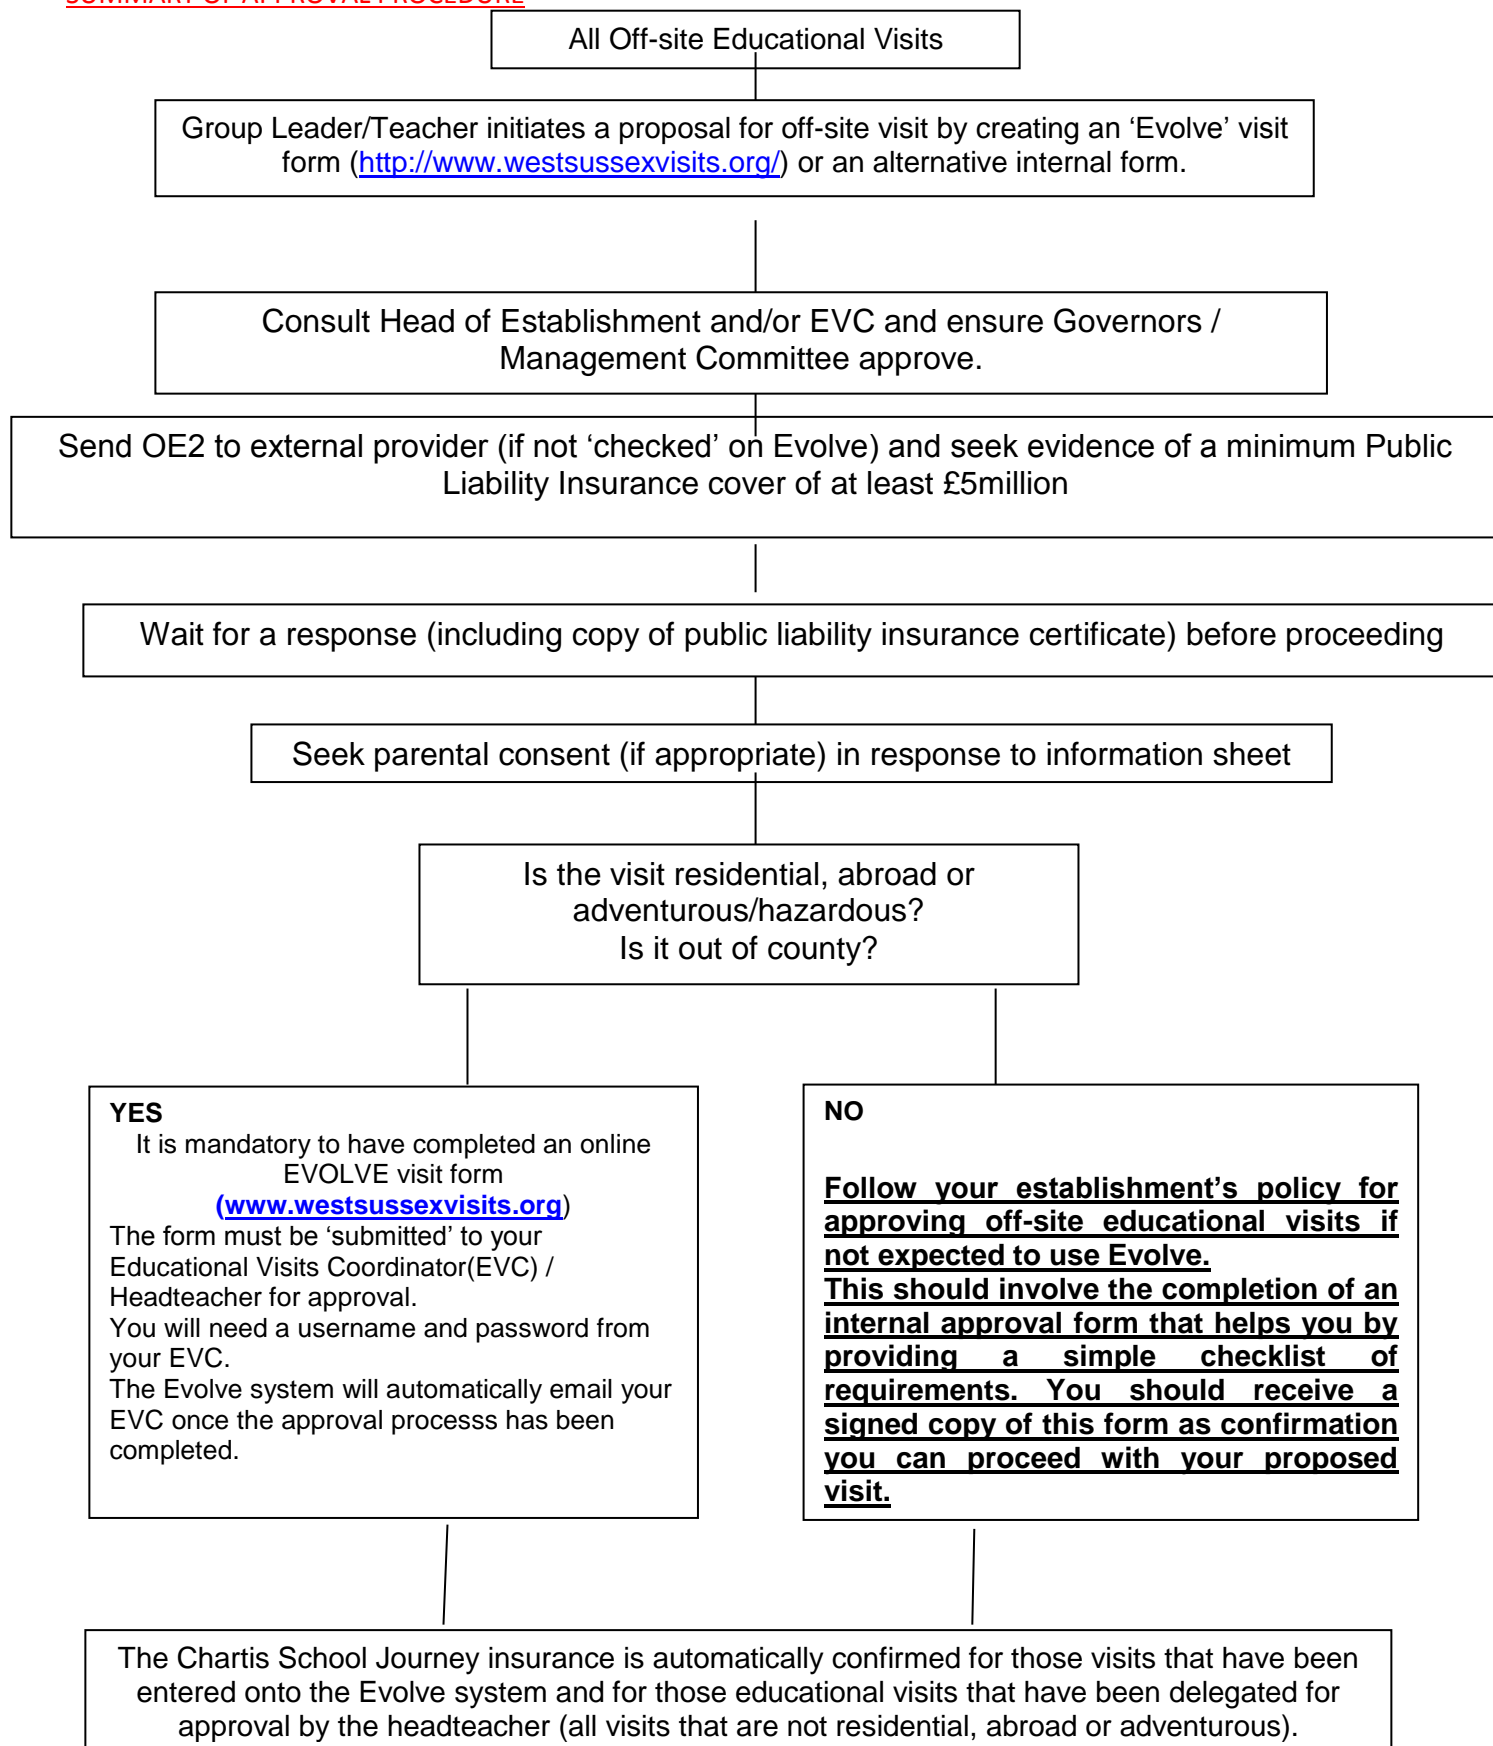 SUMMARY OF APPROVAL PROCEDURE
All Off-site Educational Visits
Group Leader/Teacher initiates a proposal for off-site visit by creating an ‘Evolve’ visit
form (http://www.westsussexvisits.org/) or an alternative internal form.
Consult Head of Establishment and/or EVC and ensure Governors /
Management Committee approve.
Send OE2 to external provider (if not ‘checked’ on Evolve) and seek evidence of a minimum Public
Liability Insurance cover of at least £5million
Wait for a response (including copy of public liability insurance certificate) before proceeding
Seek parental consent (if appropriate) in response to information sheet
Is the visit residential, abroad or
adventurous/hazardous?
Is it out of county?
YES
It is mandatory to have completed an online
EVOLVE visit form
(www.westsussexvisits.org)
The form must be ‘submitted’ to your
Educational Visits Coordinator(EVC) /
Headteacher for approval.
You will need a username and password from
your EVC.
The Evolve system will automatically email your
EVC once the approval processs has been
completed.
NO
Follow your establishment’s policy for
approving off-site educational visits if
not expected to use Evolve.
This should involve the completion of an
internal approval form that helps you by
providing a simple checklist of
requirements. You should receive a
signed copy of this form as confirmation
you can proceed with your proposed
visit.
The Chartis School Journey insurance is automatically confirmed for those visits that have been
entered onto the Evolve system and for those educational visits that have been delegated for
approval by the headteacher (all visits that are not residential, abroad or adventurous).